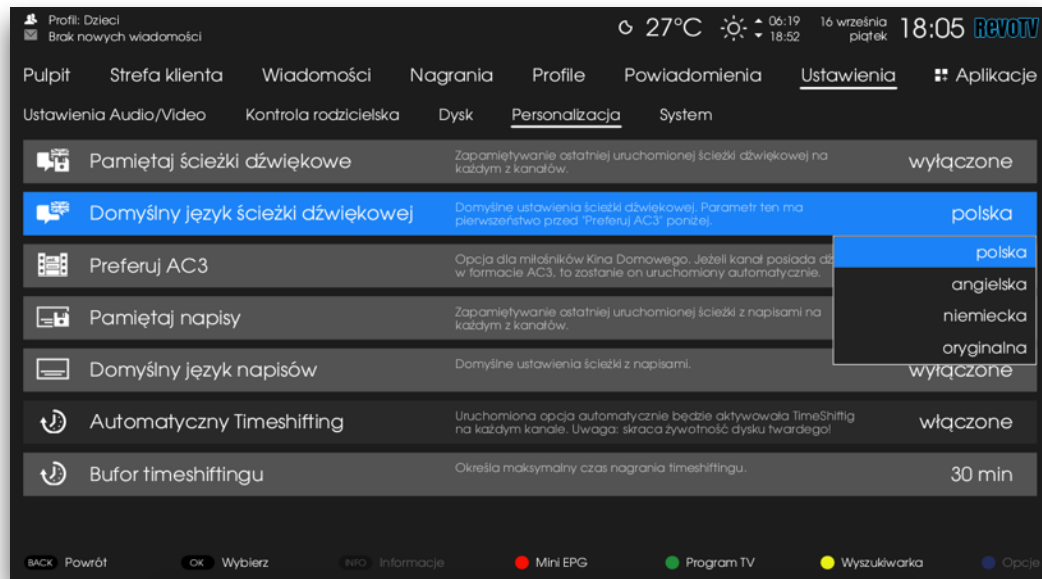 Profil: Dzieci
Brak nowych wiadomości
27°C
06:19
18:52
16 września
piątek
18:05
REVOTV
Pulpit Strefa klienta Wiadomości Nagrania Profile Powiadomienia Ustawienia Aplikacje
Ustawienia Audio/Video Kontrola rodzicielska Dysk Personalizacja System
Pamiętaj ścieżki dźwiękowe
Zapamiętywanie ostatniej uruchomionej ścieżki dźwiękowej na
każdym z kanałów.
wyłączone
Domyślny język ścieżki dźwiękowej
Domyślne ustawienia ścieżki dźwiękowej. Parametr ten ma
pierwszeństwo przed "Preferuj AC3" poniżej.
polska
polska
angielska
niemiecka
oryginalna
Preferuj AC3
Opcja dla miłośników Kina Domowego. Jeżeli kanał posiada dź
w formacie AC3, to zostanie on uruchomiony automatycznie.
Pamiętaj napisy
Zapamiętywanie ostatniej uruchomionej ścieżki z napisami na
każdym z kanałów.
Domyślny język napisów
Domyślne ustawienia ścieżki z napisami.
wyłączone
Automatyczny Timeshifting
Uruchomiona opcja automatycznie będzie aktywowała TimeShiftig
na każdym kanale. Uwaga: skraca żywotność dysku twardego!
włączone
Bufor timeshiftingu
Określa maksymalny czas nagrania timeshiftingu.
30 min
BACK Powrót OK Wybierz INFO Informacje Mini EPG Program TV Wyszukiwarka Opcje